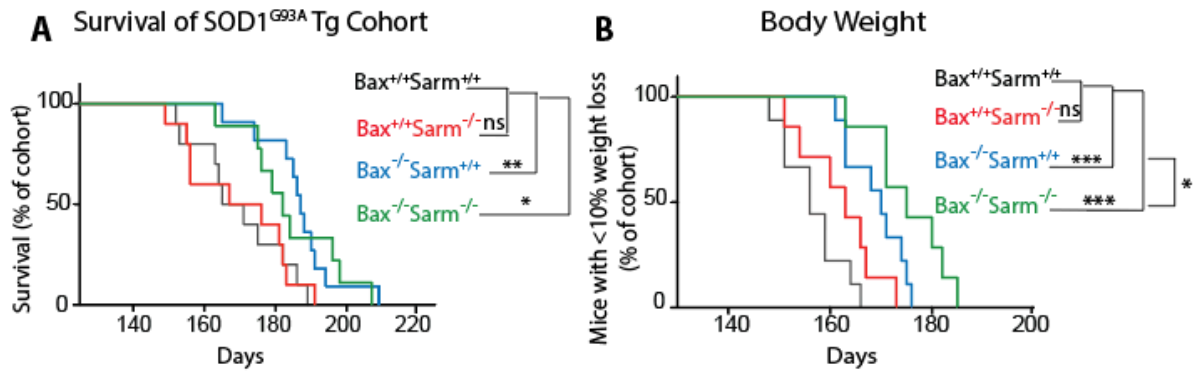 A Survival of SOD1^G93A Tg Cohort
Survival (% of cohort)
100
50
0
140 160 180 200 220
Days
Bax+/+Sarm+/+
Bax+/+Sarm-/- ns
Bax-/-Sarm+/+ **
Bax-/-Sarm-/- *
B Body Weight
Mice with <10% weight loss
(% of cohort)
100
50
0
140 160 180 200
Days
Bax+/+Sarm+/+
Bax+/+Sarm-/- ns
Bax-/-Sarm+/+ ***
Bax-/-Sarm-/- ***
*